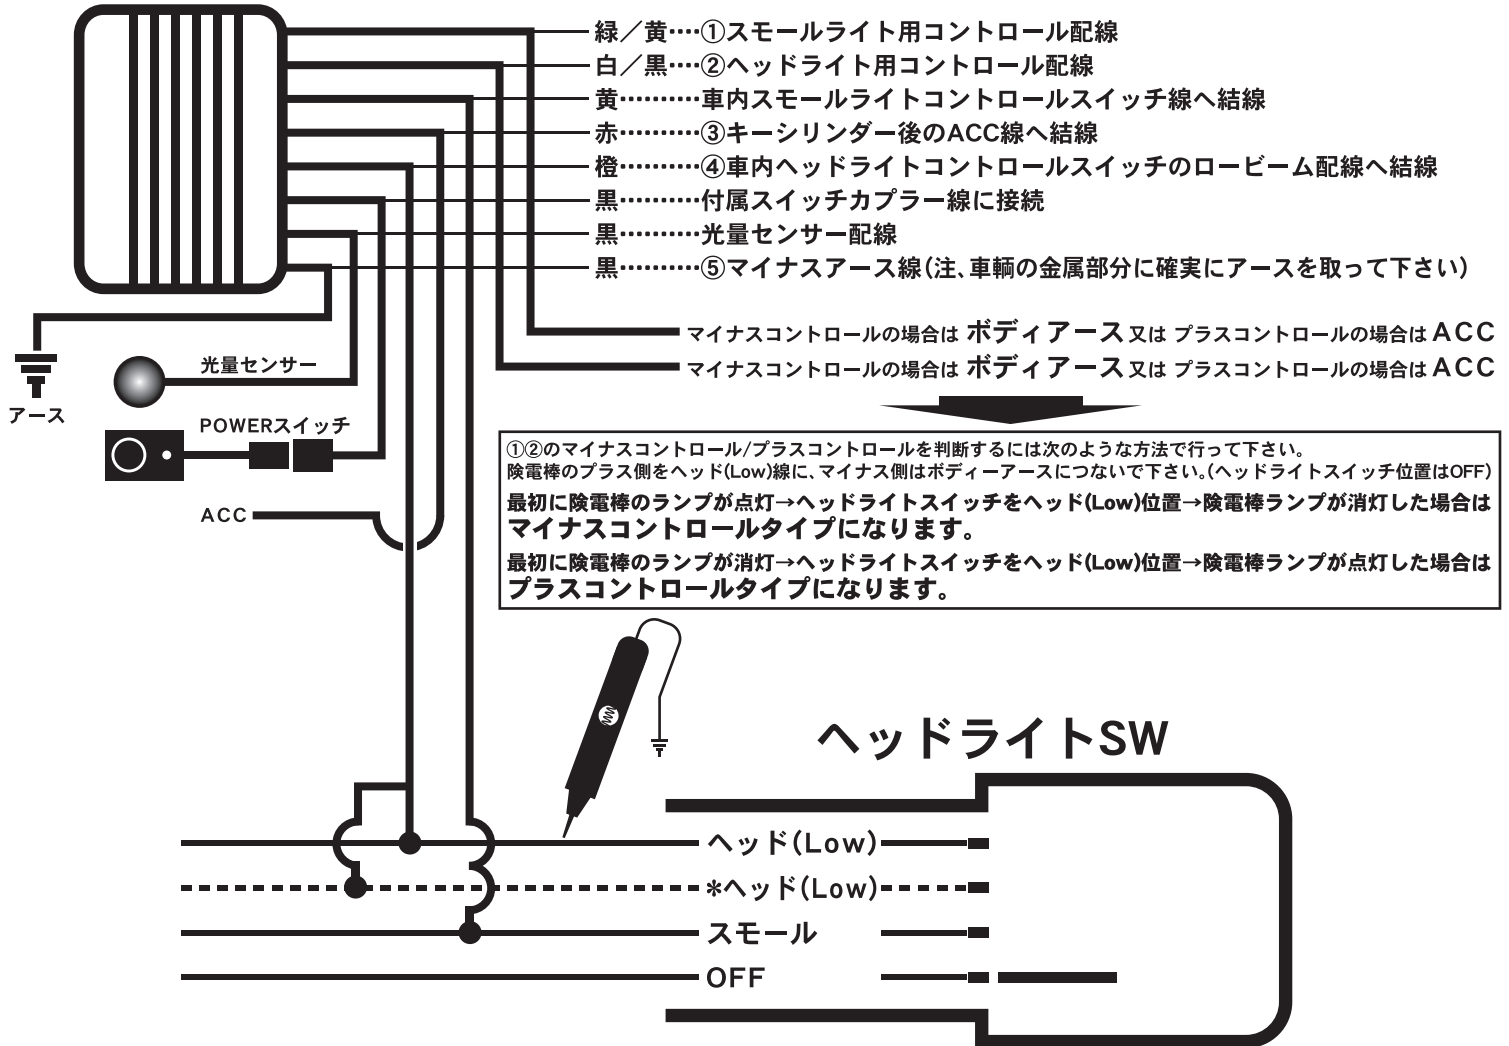 緑／黄····①スモールライト用コントロール配線
白／黒····②ヘッドライト用コントロール配線
黄··········車内スモールライトコントロールスイッチ線へ結線
赤··········③キーシリンダー後のACC線へ結線
橙··········④車内ヘッドライトコントロールスイッチのロービーム配線へ結線
黒··········付属スイッチカプラー線に接続
黒··········光量センサー配線
黒··········⑤マイナスアース線(注、車輌の金属部分に確実にアースを取って下さい)
マイナスコントロールの場合は ボディアース 又は プラスコントロールの場合は ACC
マイナスコントロールの場合は ボディアース 又は プラスコントロールの場合は ACC
光量センサー
アース
POWERスイッチ
ACC
①②のマイナスコントロール/プラスコントロールを判断するには次のような方法で行って下さい。
険電棒のプラス側をヘッド(Low)線に、マイナス側はボディーアースにつないで下さい。(ヘッドライトスイッチ位置はOFF)
最初に険電棒のランプが点灯→ヘッドライトスイッチをヘッド(Low)位置→険電棒ランプが消灯した場合は
マイナスコントロールタイプになります。
最初に険電棒のランプが消灯→ヘッドライトスイッチをヘッド(Low)位置→険電棒ランプが点灯した場合は
プラスコントロールタイプになります。
ヘッドライトSW
ヘッド(Low)
＊ヘッド(Low)
スモール
OFF